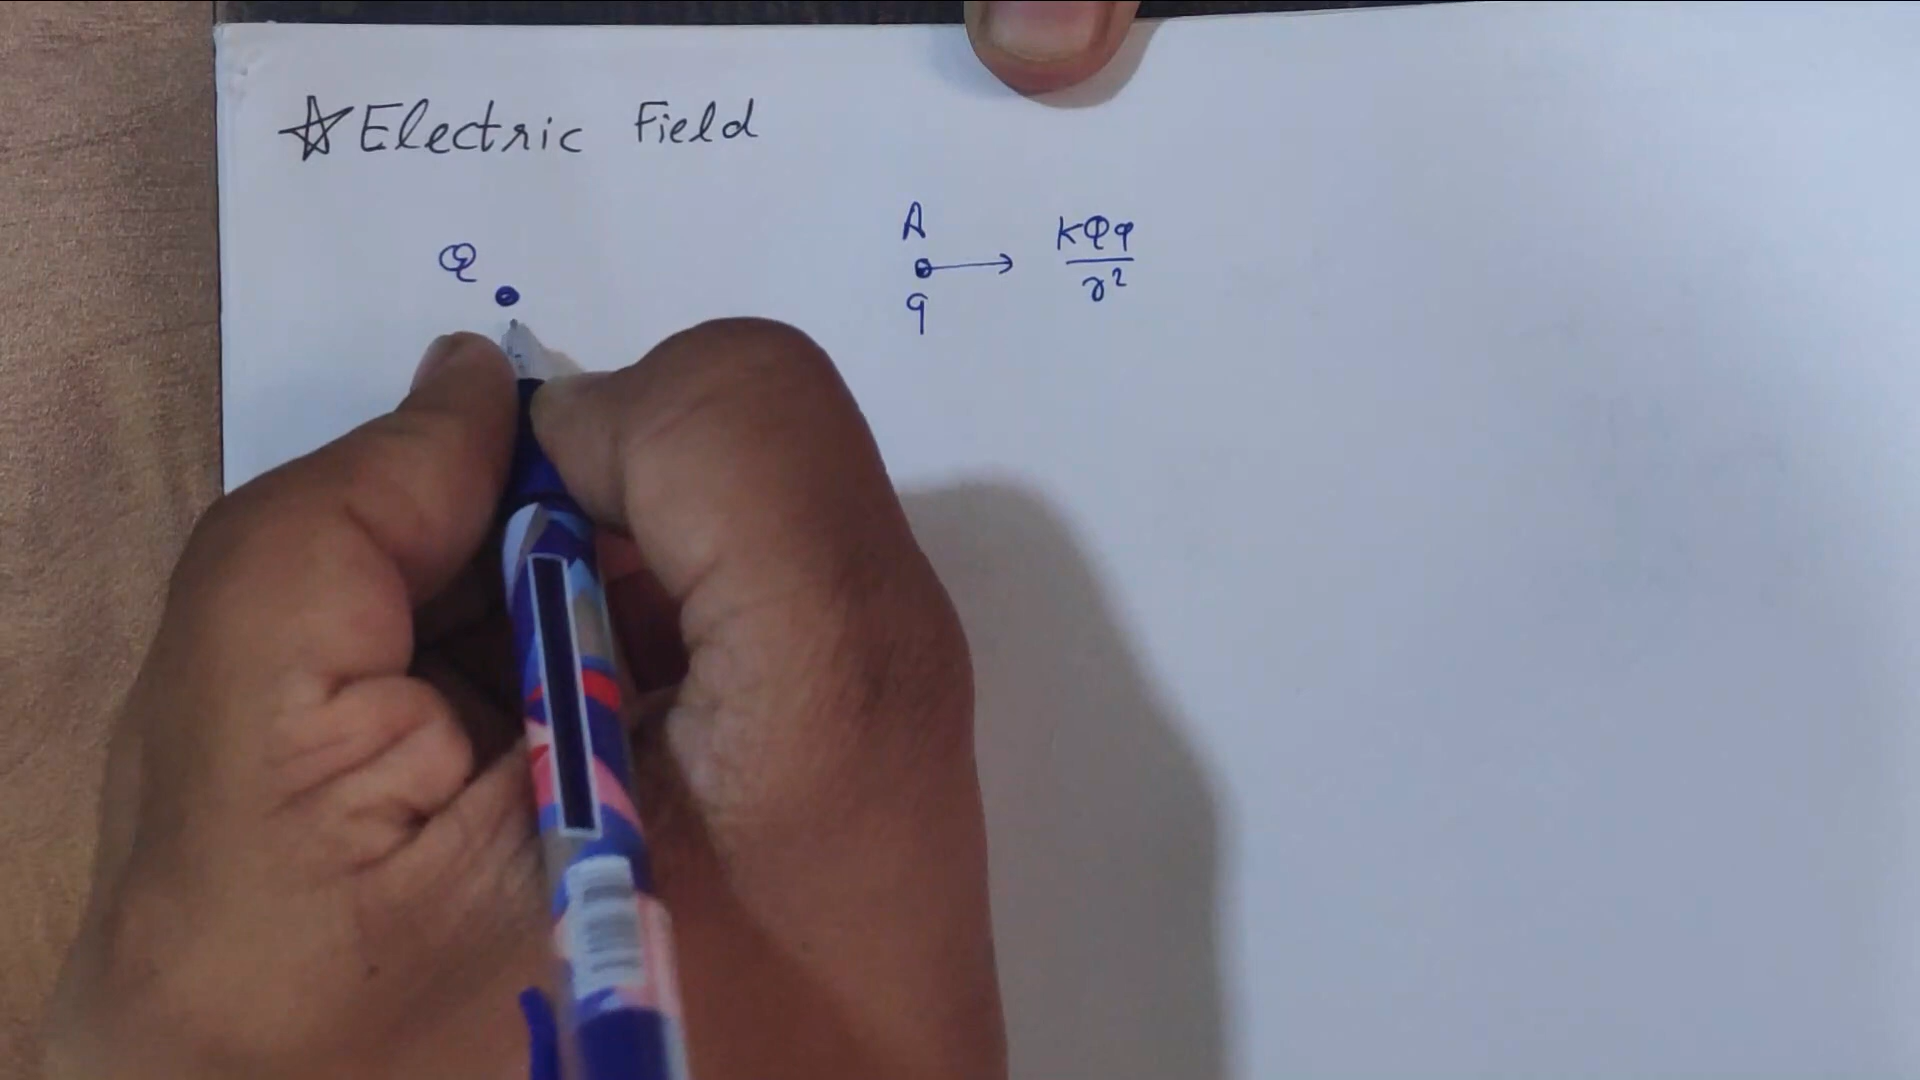 ☆ Electric Field
Q
A
q
KQq
r²